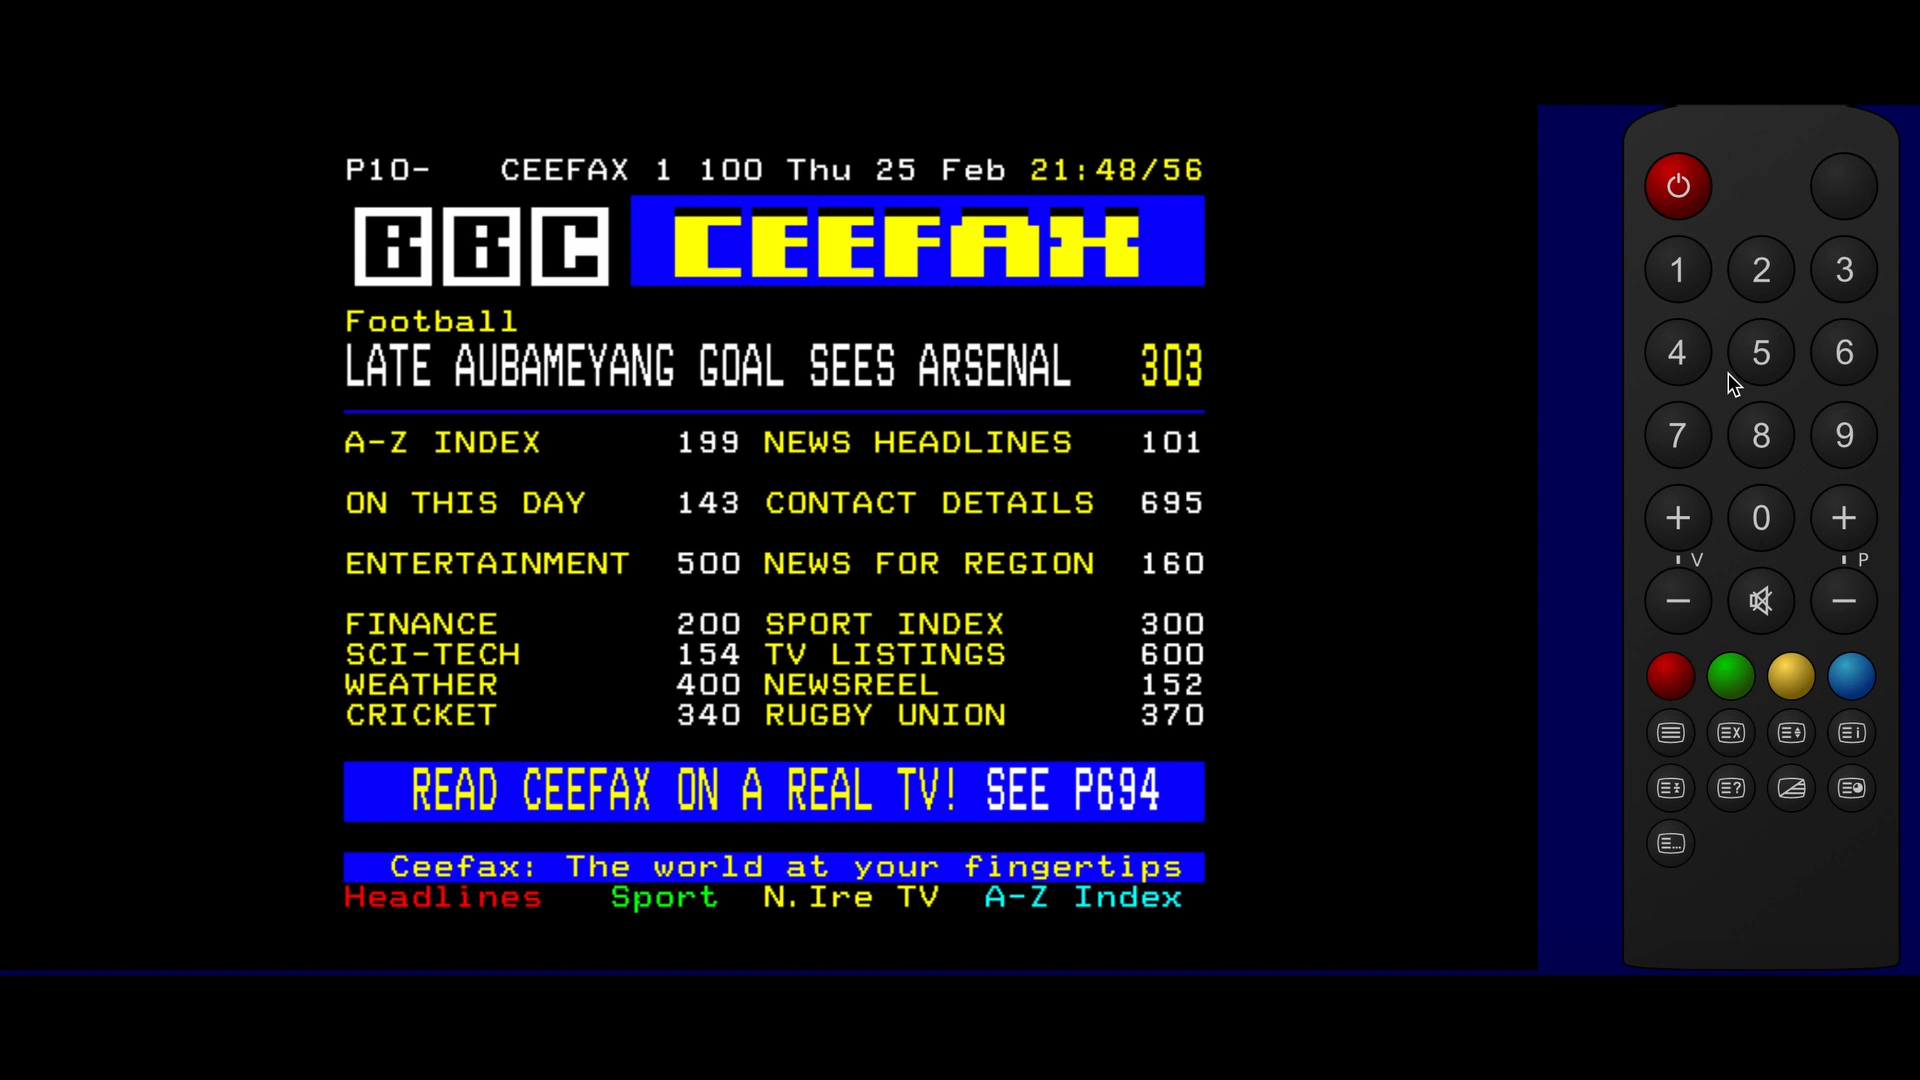 P10- CEEFAX 1 100 Thu 25 Feb 21:48/56
BBC CEEFAX
Football
LATE AUBAMEYANG GOAL SEES ARSENAL 303
A-Z INDEX 199 NEWS HEADLINES 101
ON THIS DAY 143 CONTACT DETAILS 695
ENTERTAINMENT 500 NEWS FOR REGION 160
FINANCE 200 SPORT INDEX 300
SCI-TECH 154 TV LISTINGS 600
WEATHER 400 NEWSREEL 152
CRICKET 340 RUGBY UNION 370
READ CEEFAX ON A REAL TV! SEE P694
Ceefax: The world at your fingertips
Headlines Sport N.Ire TV A-Z Index
1 2 3
4 5 6
7 8 9
+ 0 +
V P
− −